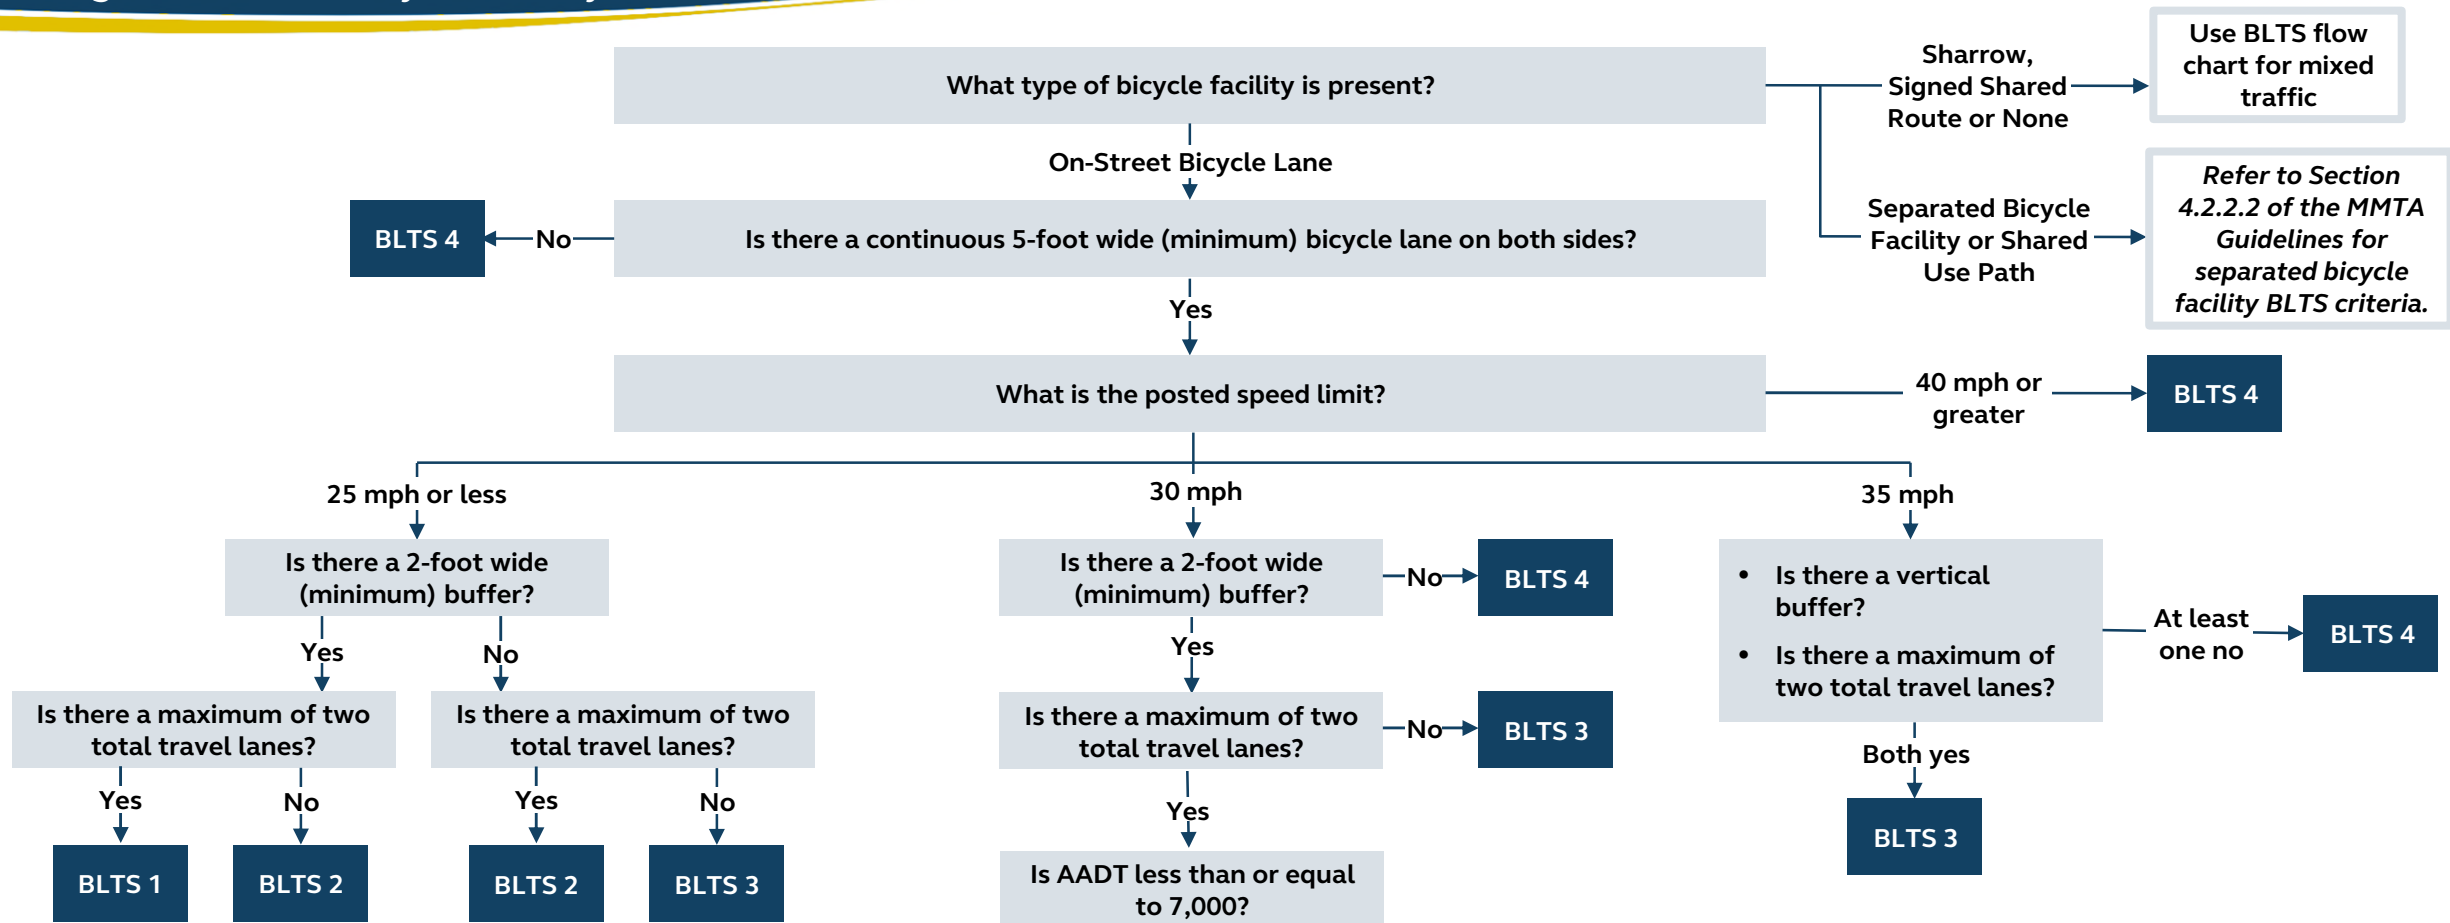 What type of bicycle facility is present?
Sharrow,
Signed Shared
Route or None
Use BLTS flow
chart for mixed
traffic
On-Street Bicycle Lane
Separated Bicycle
Facility or Shared
Use Path
Refer to Section
4.2.2.2 of the MMTA
Guidelines for
separated bicycle
facility BLTS criteria.
BLTS 4
No
Is there a continuous 5-foot wide (minimum) bicycle lane on both sides?
Yes
What is the posted speed limit?
40 mph or
greater
BLTS 4
25 mph or less
30 mph
35 mph
Is there a 2-foot wide
(minimum) buffer?
Yes
No
Is there a maximum of two
total travel lanes?
Is there a maximum of two
total travel lanes?
Yes
No
Yes
No
BLTS 1
BLTS 2
BLTS 2
BLTS 3
Is there a 2-foot wide
(minimum) buffer?
No
BLTS 4
Yes
Is there a maximum of two
total travel lanes?
No
BLTS 3
Yes
Is AADT less than or equal
to 7,000?
• Is there a vertical
buffer?
• Is there a maximum of
two total travel lanes?
At least
one no
BLTS 4
Both yes
BLTS 3